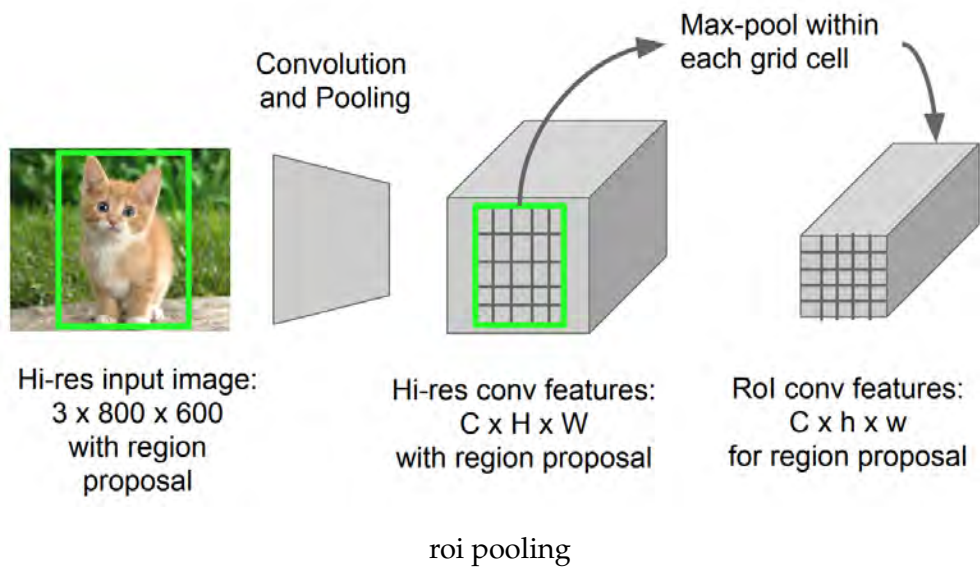 Convolution
and Pooling
Max-pool within
each grid cell
Hi-res input image:
3 x 800 x 600
with region
proposal
Hi-res conv features:
C x H x W
with region proposal
RoI conv features:
C x h x w
for region proposal
roi pooling